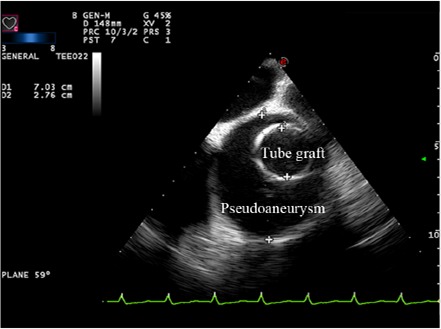 B GEN-M G 45%
D 148mm XV 2
PRC 10/3/2 PRS 3
PST 7 C 1
3 8
GENERAL TEE022
D1 7.03 cm
D2 2.76 cm
0
5
Tube graft
Pseudoaneurysm
10
PLANE 59°